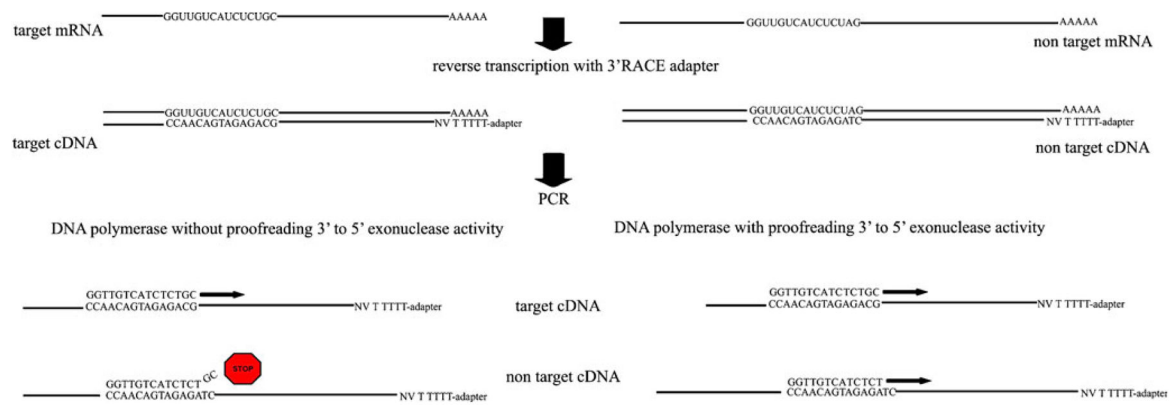 GGUUGUCAUCUCUGC AAAAA
target mRNA
GGUUGUCAUCUCUAG AAAAA
non target mRNA
reverse transcription with 3'RACE adapter
GGUUGUCAUCUCUGC AAAAA
CCAACAGTAGAGACG NV T TTTT-adapter
target cDNA
GGUUGUCAUCUCUAG AAAAA
CCAACAGTAGAGATC NV T TTTT-adapter
non target cDNA
PCR
DNA polymerase without proofreading 3' to 5' exonuclease activity
DNA polymerase with proofreading 3' to 5' exonuclease activity
GGTTGTCATCTCTGC
CCAACAGTAGAGACG NV T TTTT-adapter
target cDNA
GGTTGTCATCTCTGC
CCAACAGTAGAGACG NV T TTTT-adapter
GGTTGTCATCTCT GC STOP
CCAACAGTAGAGATC NV T TTTT-adapter
non target cDNA
GGTTGTCATCTCT
CCAACAGTAGAGATC NV T TTTT-adapter